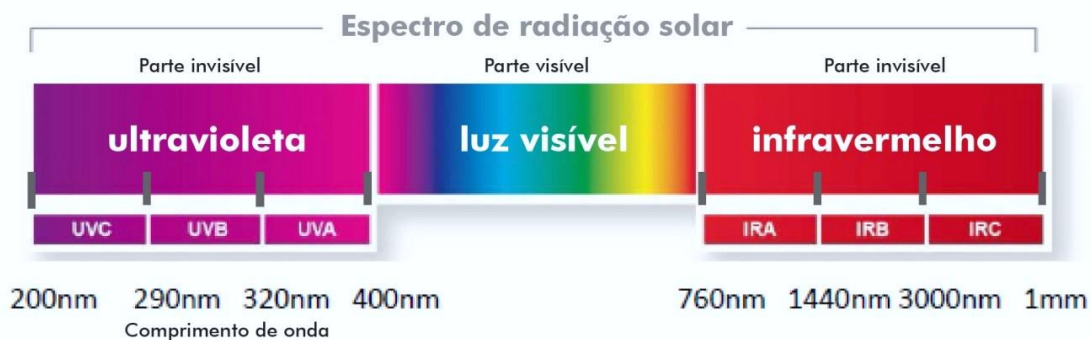 Espectro de radiação solar
Parte invisível Parte visível Parte invisível
ultravioleta luz visível infravermelho
UVC UVB UVA IRA IRB IRC
200nm 290nm 320nm 400nm 760nm 1440nm 3000nm 1mm
Comprimento de onda